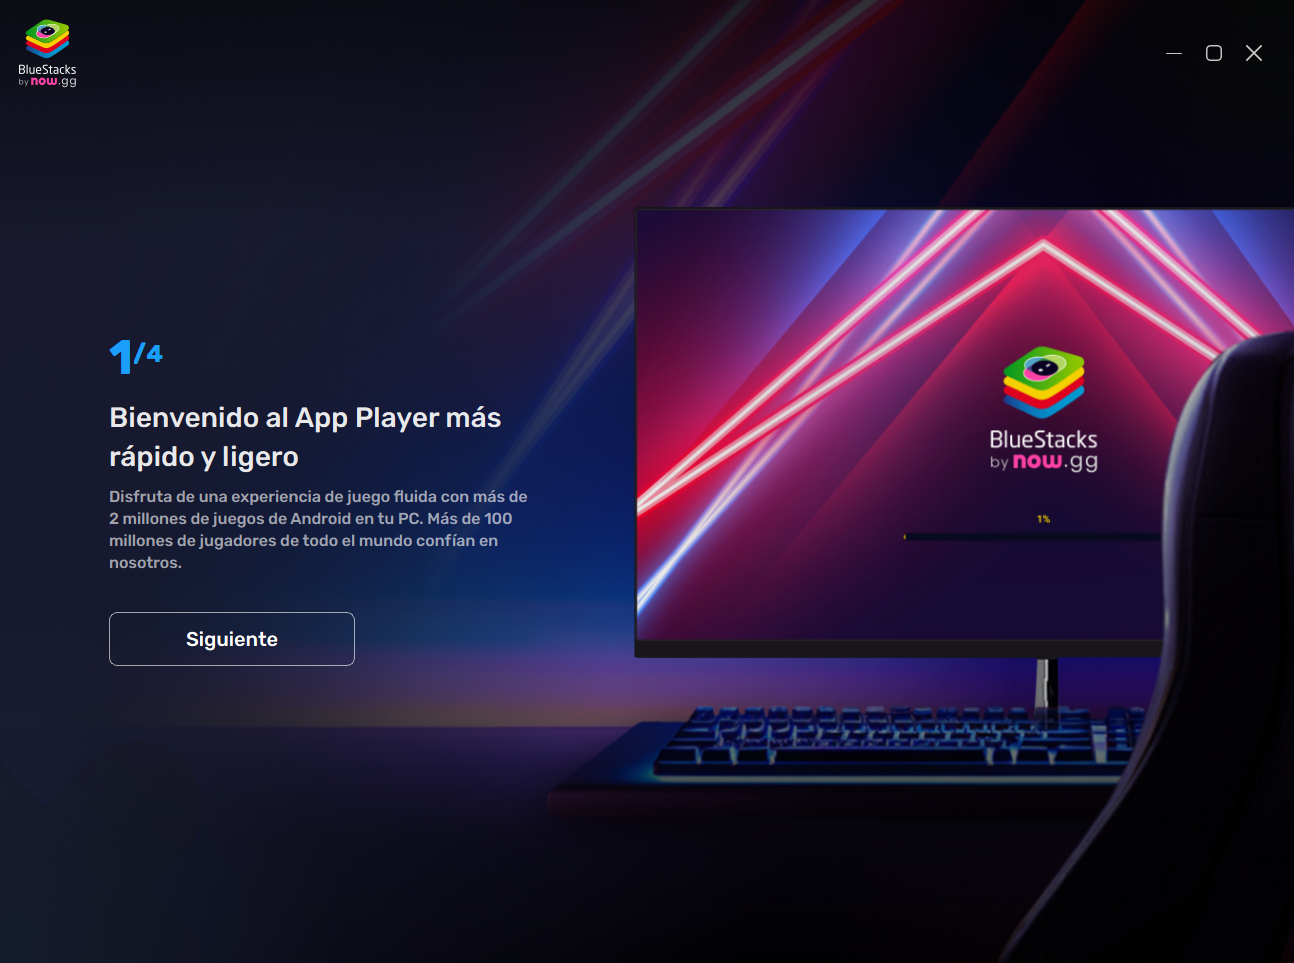 BlueStacks
by now.gg
1/4
Bienvenido al App Player más
rápido y ligero
Disfruta de una experiencia de juego fluida con más de
2 millones de juegos de Android en tu PC. Más de 100
millones de jugadores de todo el mundo confían en
nosotros.
Siguiente
BlueStacks
by now.gg
1%